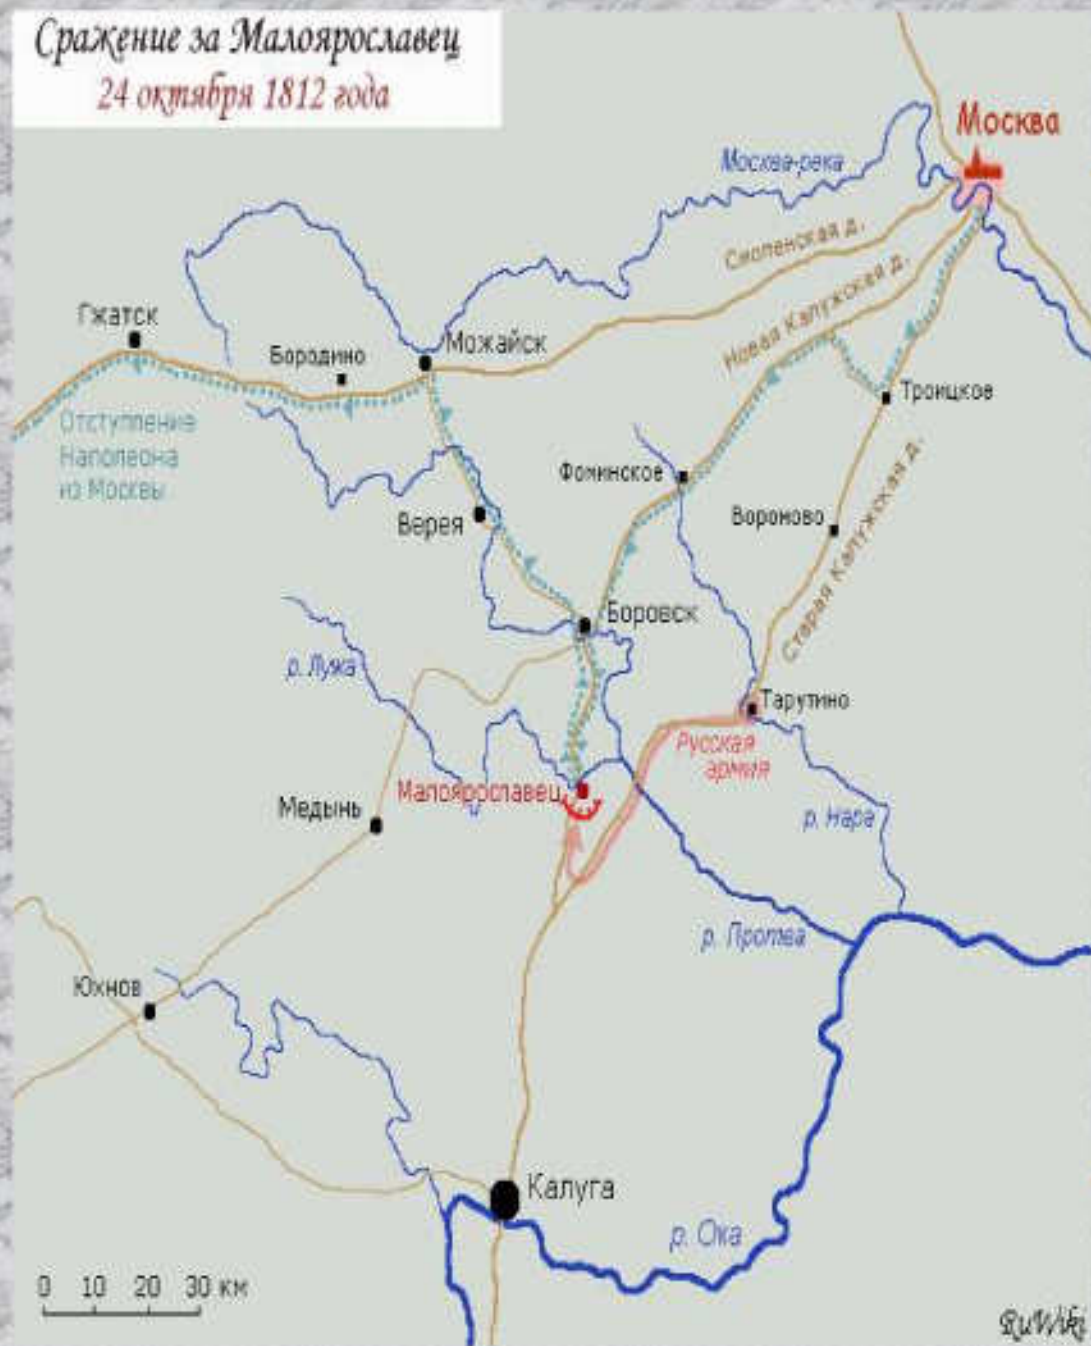 Сражение за Малоярославец
24 октября 1812 года
Москва
Москва-река
Смоленская д.
Новая Калужская д.
Гжатск
Бородино
Можайск
Троицкое
Отступление
Наполеона
из Москвы
Фоминское
Вороново
Верея
Старая Калужская д.
Боровск
р. Лужа
Тарутино
Русская
армия
Малоярославец
Медынь
р. Нара
р. Протва
Юхнов
Калуга
р. Ока
0 10 20 30 км
RuWiki